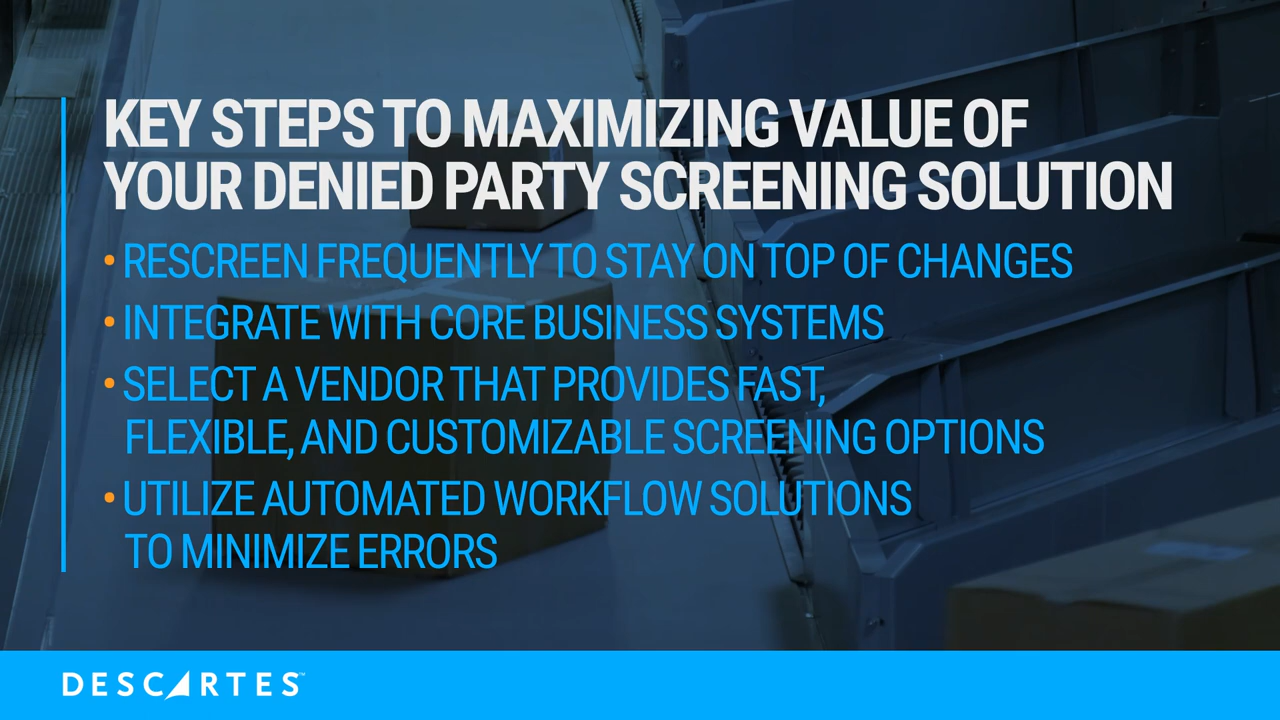 KEY STEPS TO MAXIMIZING VALUE OF
YOUR DENIED PARTY SCREENING SOLUTION
• RESCREEN FREQUENTLY TO STAY ON TOP OF CHANGES
• INTEGRATE WITH CORE BUSINESS SYSTEMS
• SELECT A VENDOR THAT PROVIDES FAST,
FLEXIBLE, AND CUSTOMIZABLE SCREENING OPTIONS
• UTILIZE AUTOMATED WORKFLOW SOLUTIONS
TO MINIMIZE ERRORS
DESCARTES™